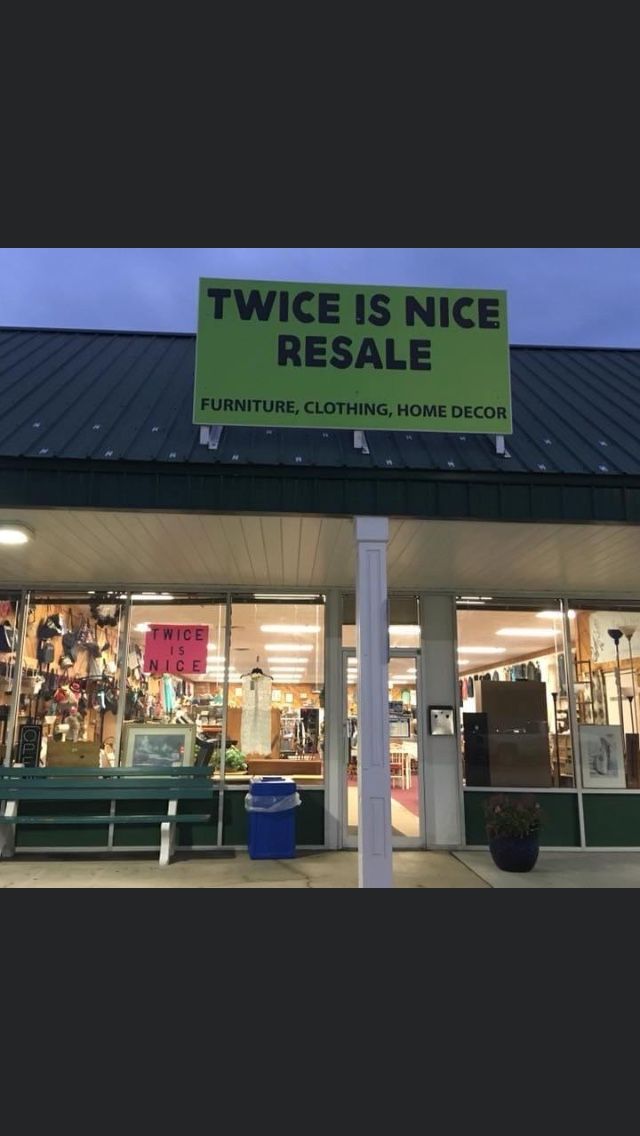 TWICE IS NICE
RESALE
FURNITURE, CLOTHING, HOME DECOR
TWICE
IS
NICE